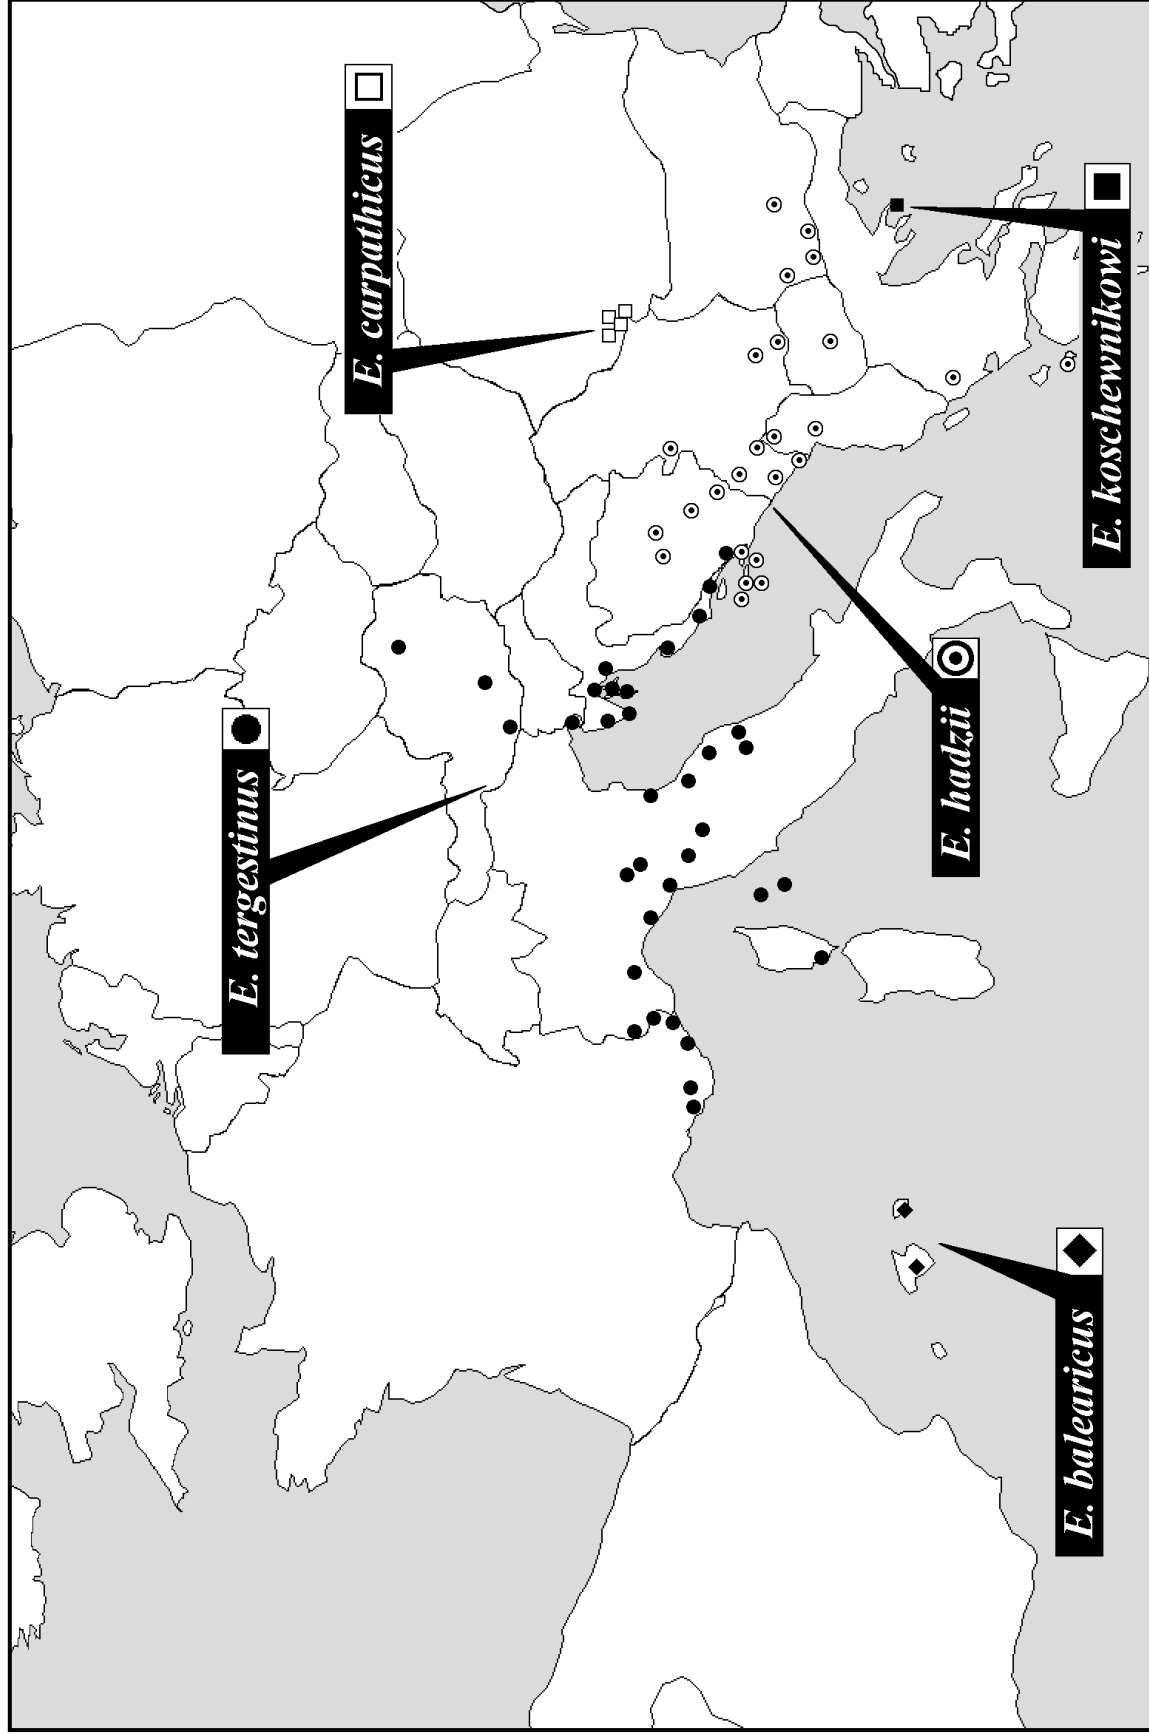 E. carpathicus
E. tergestinus
E. koschewnikowi
E. hadzii
E. balearicus